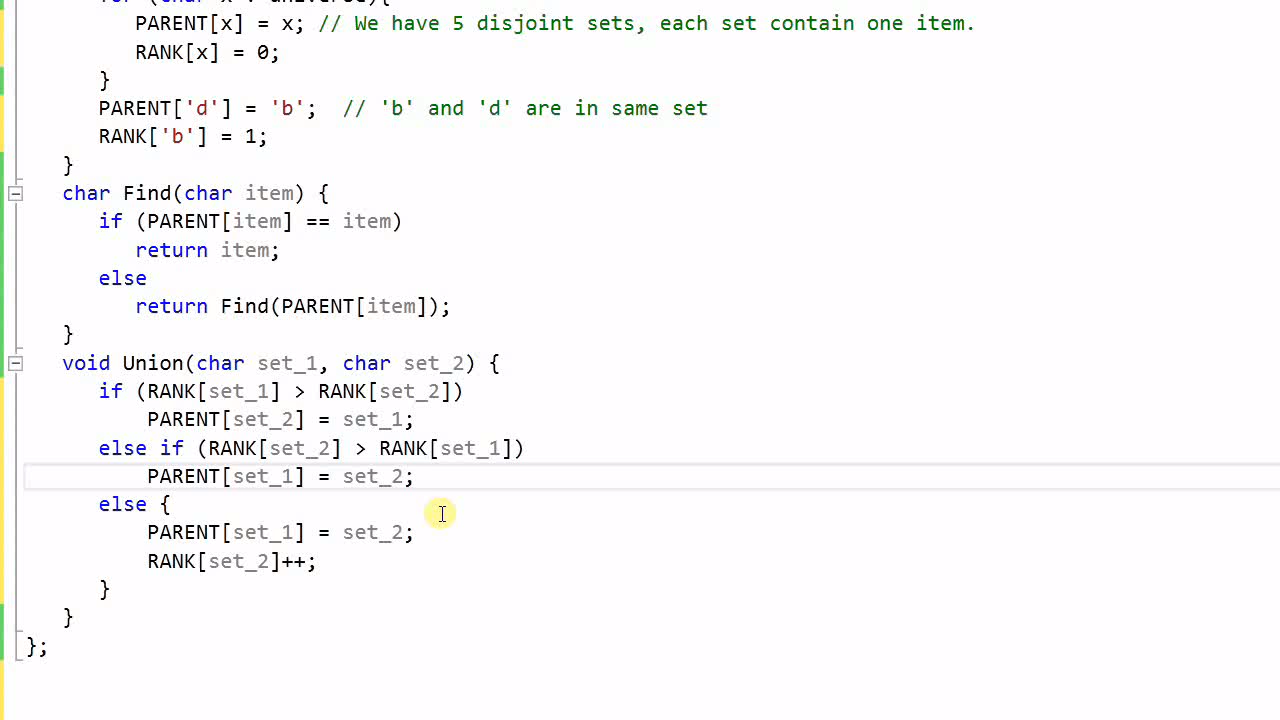 for (char x : universe){
PARENT[x] = x; // We have 5 disjoint sets, each set contain one item.
RANK[x] = 0;
}
PARENT['d'] = 'b';  // 'b' and 'd' are in same set
RANK['b'] = 1;
}
char Find(char item) {
if (PARENT[item] == item)
return item;
else
return Find(PARENT[item]);
}
void Union(char set_1, char set_2) {
if (RANK[set_1] > RANK[set_2])
PARENT[set_2] = set_1;
else if (RANK[set_2] > RANK[set_1])
PARENT[set_1] = set_2;
else {
PARENT[set_1] = set_2;
RANK[set_2]++;
}
}
};